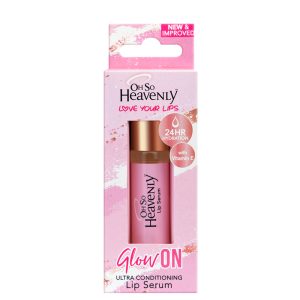 NEW &
IMPROVED
OH SO
HEAVENLY
LOVE YOUR LIPS
24HR
HYDRATION
with
Vitamin E
OH SO
HEAVENLY
Lip Serum
Glow ON
ULTRA CONDITIONING
Lip Serum